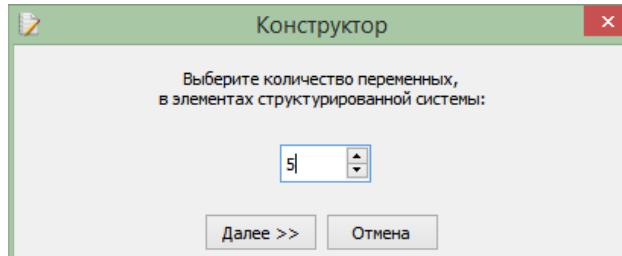 Конструктор
Выберите количество переменных,
в элементах структурированной системы:
5
Далее >> Отмена